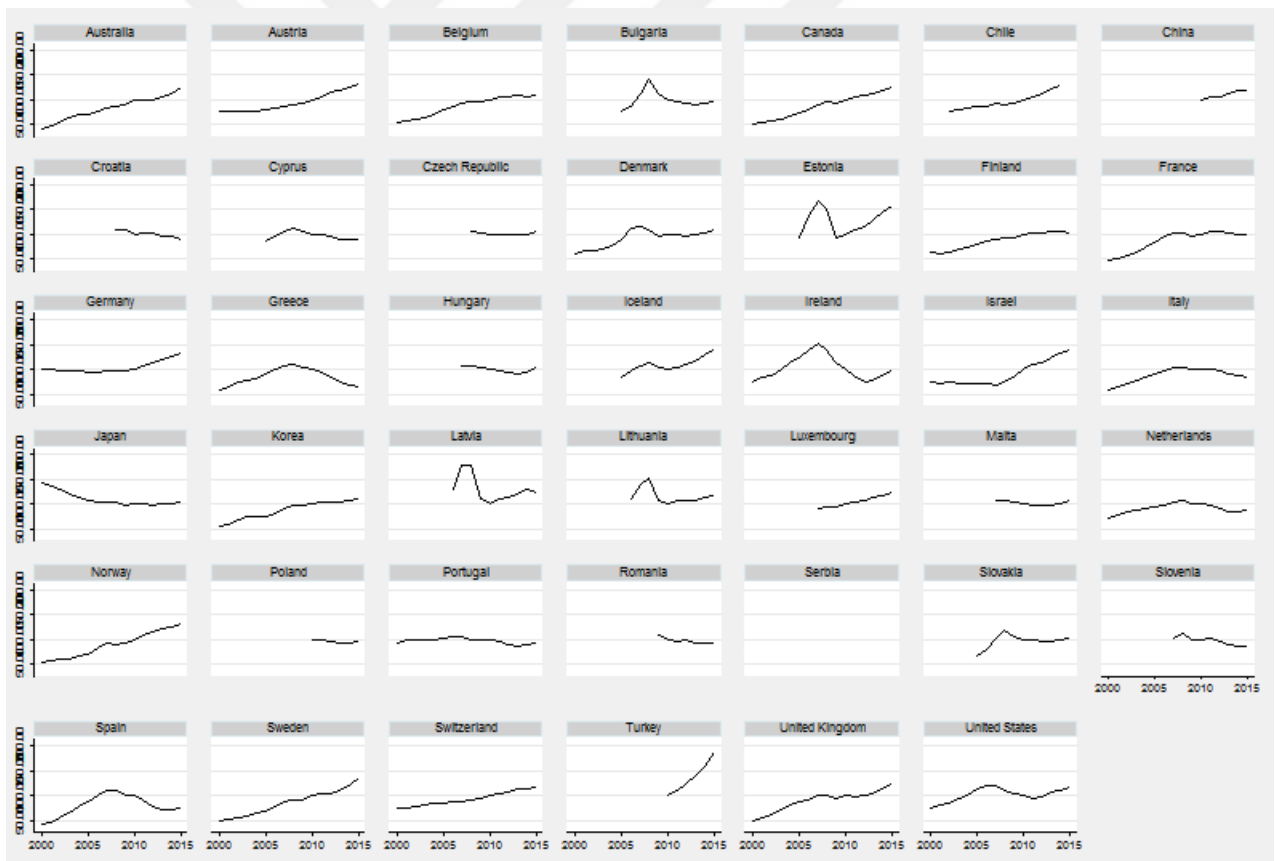 Australia Austria Belgium Bulgaria Canada Chile China
Croatia Cyprus Czech Republic Denmark Estonia Finland France
Germany Greece Hungary Iceland Ireland Israel Italy
Japan Korea Latvia Lithuania Luxembourg Malta Netherlands
Norway Poland Portugal Romania Serbia Slovakia Slovenia
2000 2005 2010 2015
Spain Sweden Switzerland Turkey United Kingdom United States
2000 2005 2010 2015 2000 2005 2010 2015 2000 2005 2010 2015 2000 2005 2010 2015 2000 2005 2010 2015 2000 2005 2010 2015